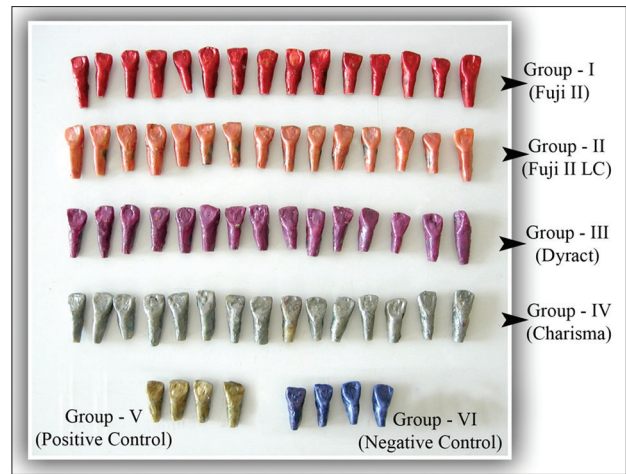 Group - I
(Fuji II)
Group - II
(Fuji II LC)
Group - III
(Dyract)
Group - IV
(Charisma)
Group - V
(Positive Control)
Group - VI
(Negative Control)